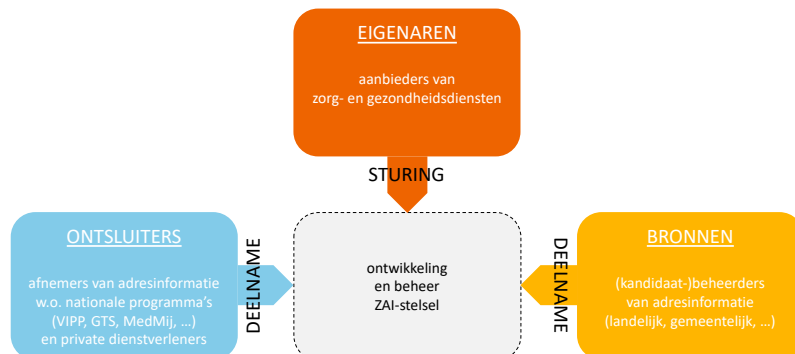 EIGENAREN
aanbieders van
zorg- en gezondheidsdiensten
STURING
ONTSLUITERS
afnemers van adresinformatie
w.o. nationale programma's
(VIPP, GTS, MedMij, ...)
en private dienstverleners
DEELNAME
ontwikkeling
en beheer
ZAI-stelsel
DEELNAME
BRONNEN
(kandidaat-)beheerders
van adresinformatie
(landelijk, gemeentelijk, ...)